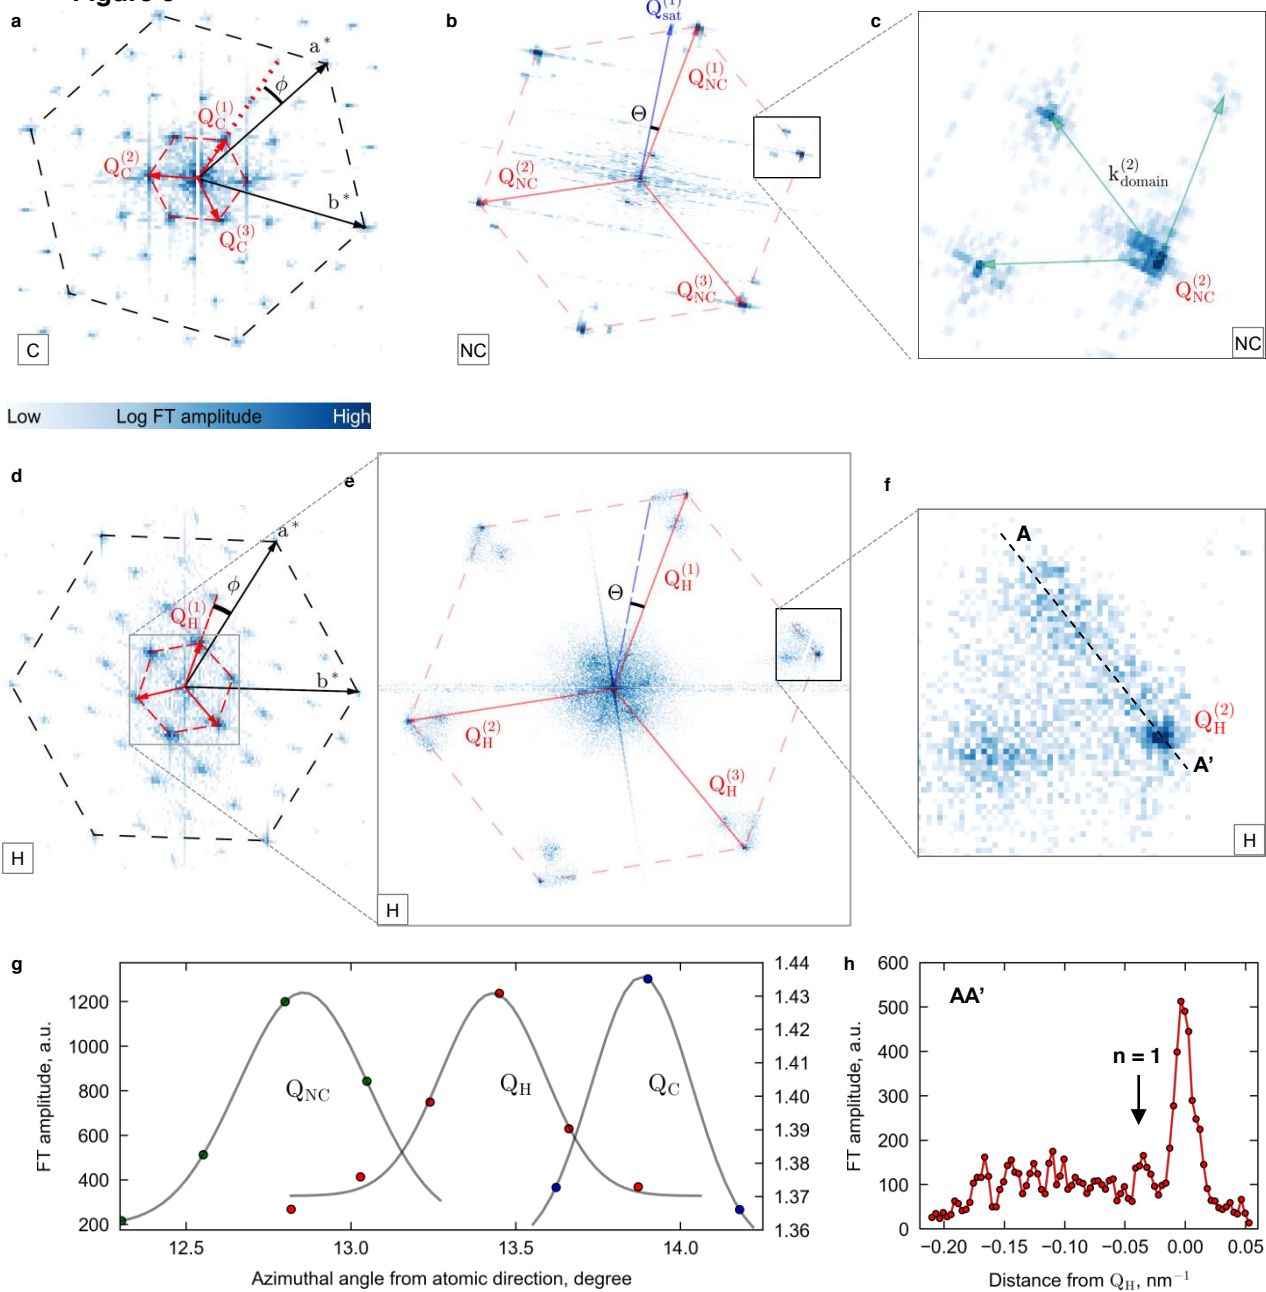 a
a*
ϕ
Q_C^(1)
Q_C^(2)
b*
Q_C^(3)
C
b
Q_sat^(1)
Q_NC^(1)
Θ
Q_NC^(2)
Q_NC^(3)
NC
c
k_domain^(2)
Q_NC^(2)
NC
Low Log FT amplitude High
d
a*
ϕ
Q_H^(1)
b*
H
e
Q_H^(1)
Θ
Q_H^(2)
Q_H^(3)
H
f
A
Q_H^(2)
A'
H
g
FT amplitude, a.u.
1200
1000
800
600
400
200
Q_NC
Q_H
Q_C
1.44
1.43
1.42
1.41
1.40
1.39
1.38
1.37
1.36
12.5 13.0 13.5 14.0
Azimuthal angle from atomic direction, degree
h
FT amplitude, a.u.
600
500
400
300
200
100
0
AA'
n = 1
−0.20 −0.15 −0.10 −0.05 0.00 0.05
Distance from Q_H, nm⁻¹